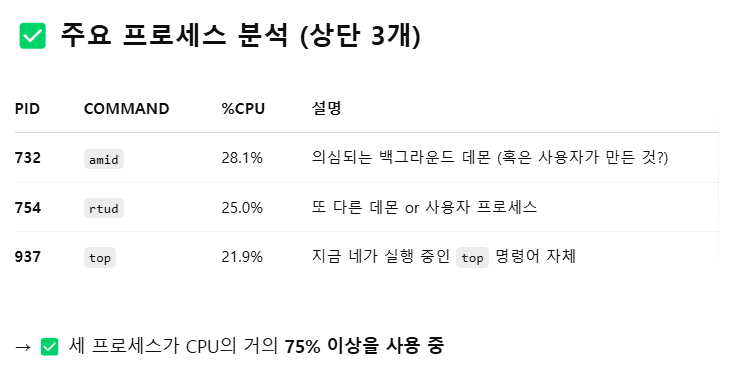 ✅ 주요 프로세스 분석 (상단 3개)
PID COMMAND %CPU 설명
732 amid 28.1% 의심되는 백그라운드 데몬 (혹은 사용자가 만든 것?)
754 rtud 25.0% 또 다른 데몬 or 사용자 프로세스
937 top 21.9% 지금 네가 실행 중인 top 명령어 자체
→ ✅ 세 프로세스가 CPU의 거의 75% 이상을 사용 중